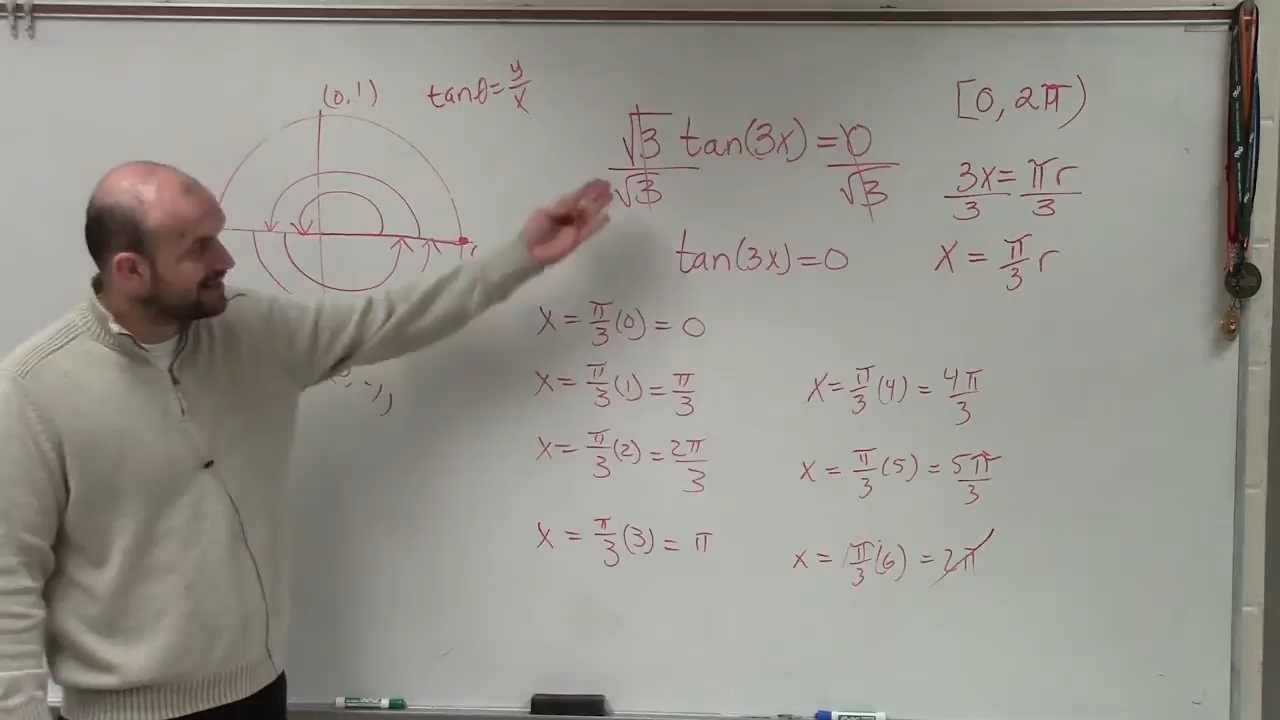 (0,1)
tanθ = y/x
[0, 2π)
√3 tan(3x) = 0
√3 √3
3x = πr
3 3
tan(3x) = 0
x = π/3 r
x = π/3 (0) = 0
x = π/3 (1) = π/3
x = π/3 (2) = 2π/3
x = π/3 (3) = π
x = π/3 (4) = 4π/3
x = π/3 (5) = 5π/3
x = π/3 (6) = 2π